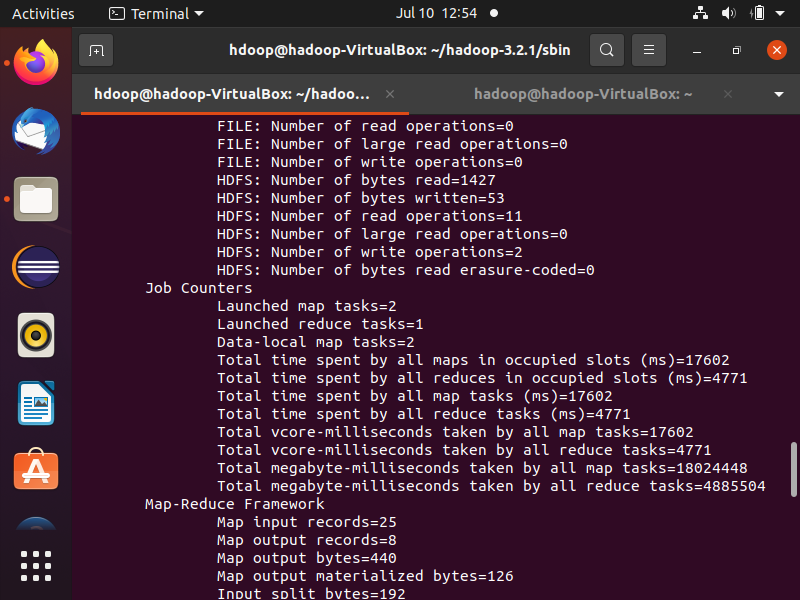 Activities
Terminal
Jul 10 12:54
hdoop@hadoop-VirtualBox: ~/hadoop-3.2.1/sbin
hdoop@hadoop-VirtualBox: ~/hadoo...
hadoop@hadoop-VirtualBox: ~
FILE: Number of read operations=0
FILE: Number of large read operations=0
FILE: Number of write operations=0
HDFS: Number of bytes read=1427
HDFS: Number of bytes written=53
HDFS: Number of read operations=11
HDFS: Number of large read operations=0
HDFS: Number of write operations=2
HDFS: Number of bytes read erasure-coded=0
Job Counters
Launched map tasks=2
Launched reduce tasks=1
Data-local map tasks=2
Total time spent by all maps in occupied slots (ms)=17602
Total time spent by all reduces in occupied slots (ms)=4771
Total time spent by all map tasks (ms)=17602
Total time spent by all reduce tasks (ms)=4771
Total vcore-milliseconds taken by all map tasks=17602
Total vcore-milliseconds taken by all reduce tasks=4771
Total megabyte-milliseconds taken by all map tasks=18024448
Total megabyte-milliseconds taken by all reduce tasks=4885504
Map-Reduce Framework
Map input records=25
Map output records=8
Map output bytes=440
Map output materialized bytes=126
Input split bytes=192